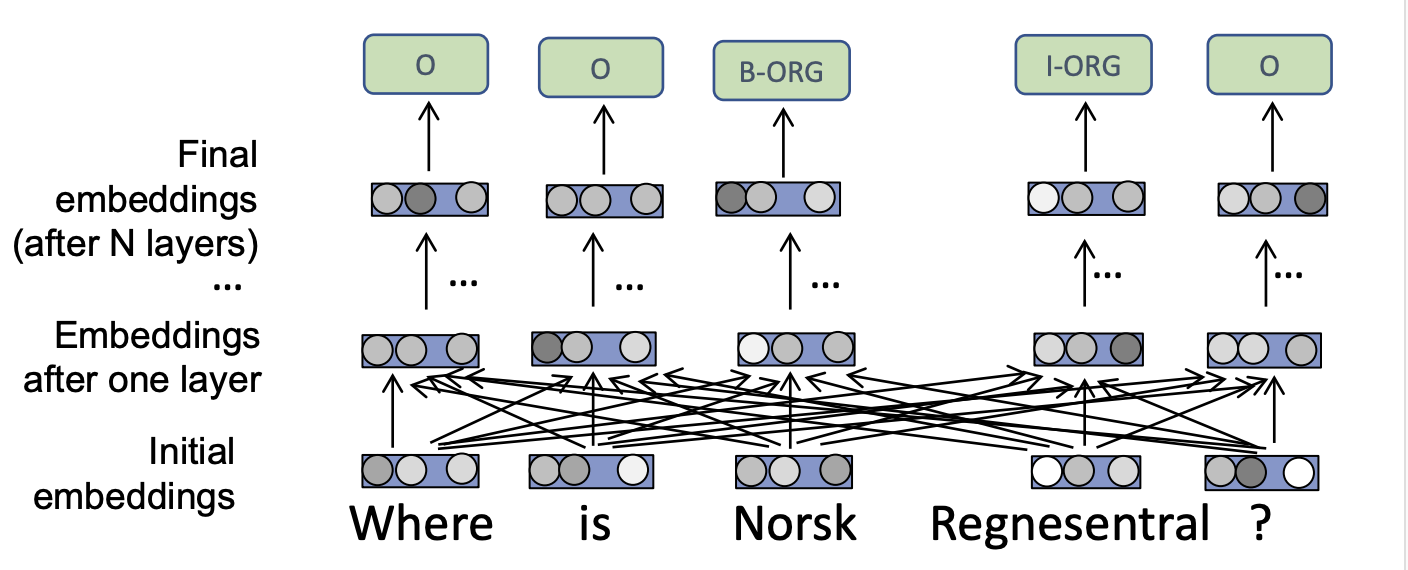 O O B-ORG I-ORG O
Final
embeddings
(after N layers)
...
... ... ... ... ...
Embeddings
after one layer
Initial
embeddings
Where is Norsk Regnesentral ?